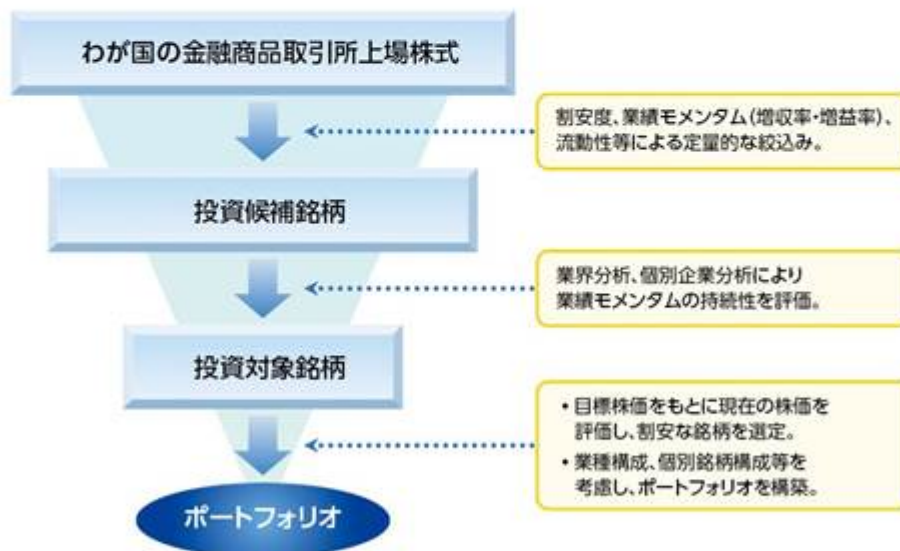 わが国の金融商品取引所上場株式
割安度、業績モメンタム(増収率・増益率)、
流動性等による定量的な絞込み。
投資候補銘柄
業界分析、個別企業分析により
業績モメンタムの持続性を評価。
投資対象銘柄
・目標株価をもとに現在の株価を
評価し、割安な銘柄を選定。
・業種構成、個別銘柄構成等を
考慮し、ポートフォリオを構築。
ポートフォリオ